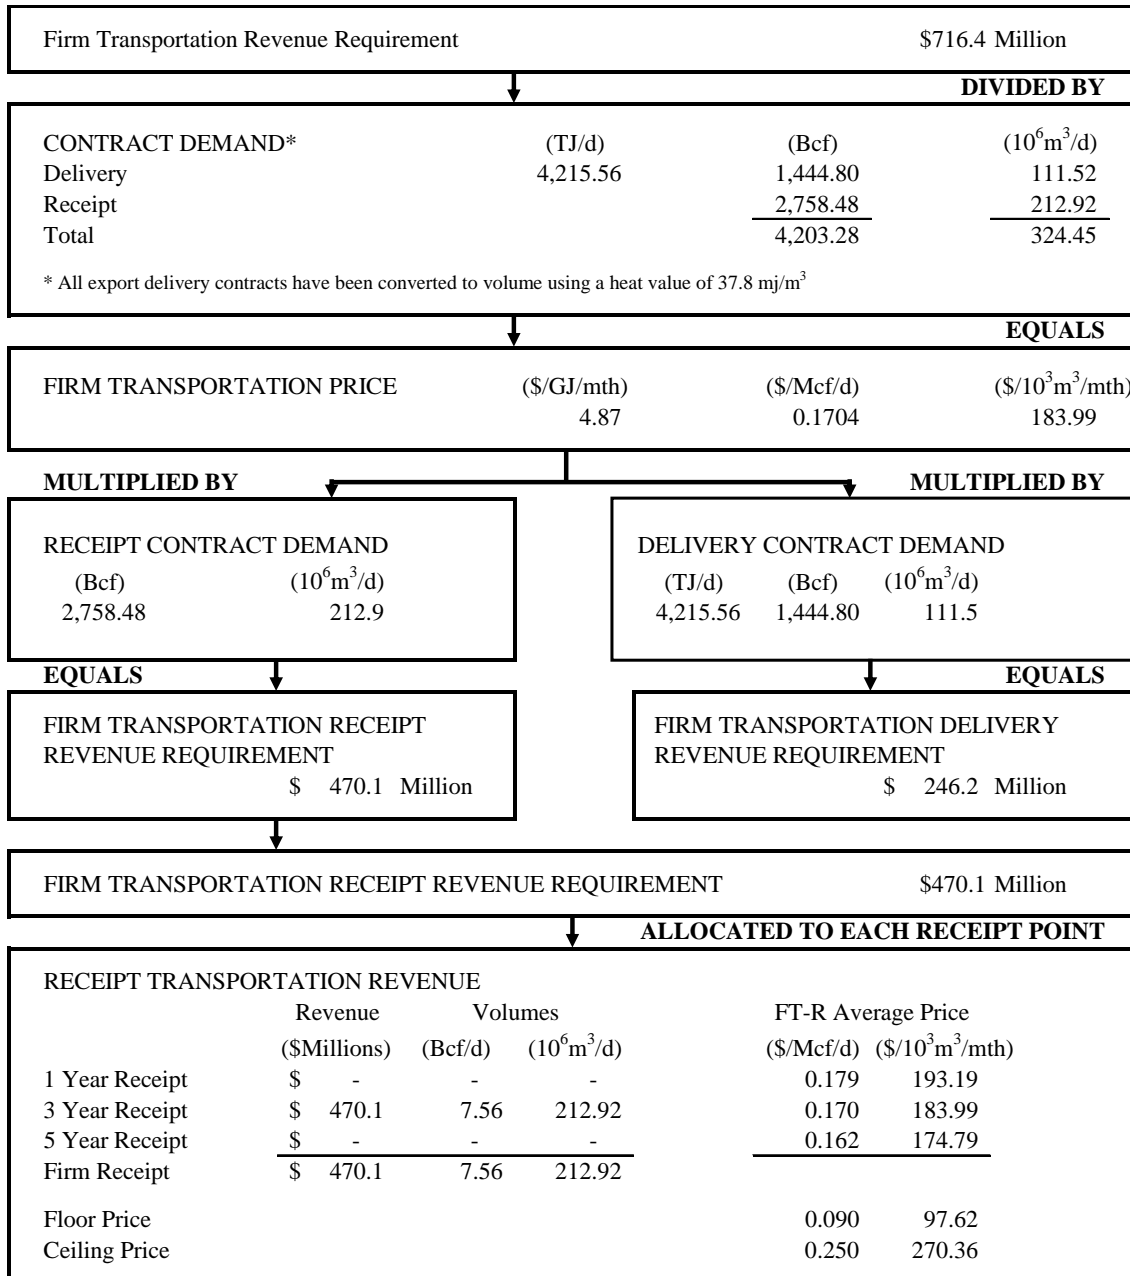 Firm Transportation Revenue Requirement $716.4 Million
DIVIDED BY
CONTRACT DEMAND* (TJ/d) (Bcf) (10⁶m³/d)
Delivery 4,215.56 1,444.80 111.52
Receipt 2,758.48 212.92
Total 4,203.28 324.45
* All export delivery contracts have been converted to volume using a heat value of 37.8 mj/m³
EQUALS
FIRM TRANSPORTATION PRICE ($/GJ/mth) ($/Mcf/d) ($/10³m³/mth)
4.87 0.1704 183.99
MULTIPLIED BY MULTIPLIED BY
RECEIPT CONTRACT DEMAND
(Bcf) (10⁶m³/d)
2,758.48 212.9
DELIVERY CONTRACT DEMAND
(TJ/d) (Bcf) (10⁶m³/d)
4,215.56 1,444.80 111.5
EQUALS EQUALS
FIRM TRANSPORTATION RECEIPT
REVENUE REQUIREMENT
$ 470.1 Million
FIRM TRANSPORTATION DELIVERY
REVENUE REQUIREMENT
$ 246.2 Million
FIRM TRANSPORTATION RECEIPT REVENUE REQUIREMENT $470.1 Million
ALLOCATED TO EACH RECEIPT POINT
RECEIPT TRANSPORTATION REVENUE
Revenue Volumes FT-R Average Price
($Millions) (Bcf/d) (10⁶m³/d) ($/Mcf/d) ($/10³m³/mth)
1 Year Receipt $ - - - 0.179 193.19
3 Year Receipt $ 470.1 7.56 212.92 0.170 183.99
5 Year Receipt $ - - - 0.162 174.79
Firm Receipt $ 470.1 7.56 212.92
Floor Price 0.090 97.62
Ceiling Price 0.250 270.36